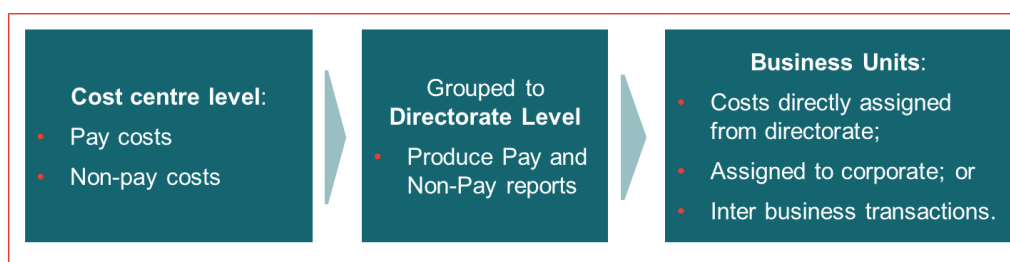 Cost centre level:
• Pay costs
• Non-pay costs
Grouped to
Directorate Level
• Produce Pay and
Non-Pay reports
Business Units:
• Costs directly assigned
from directorate;
• Assigned to corporate; or
• Inter business transactions.